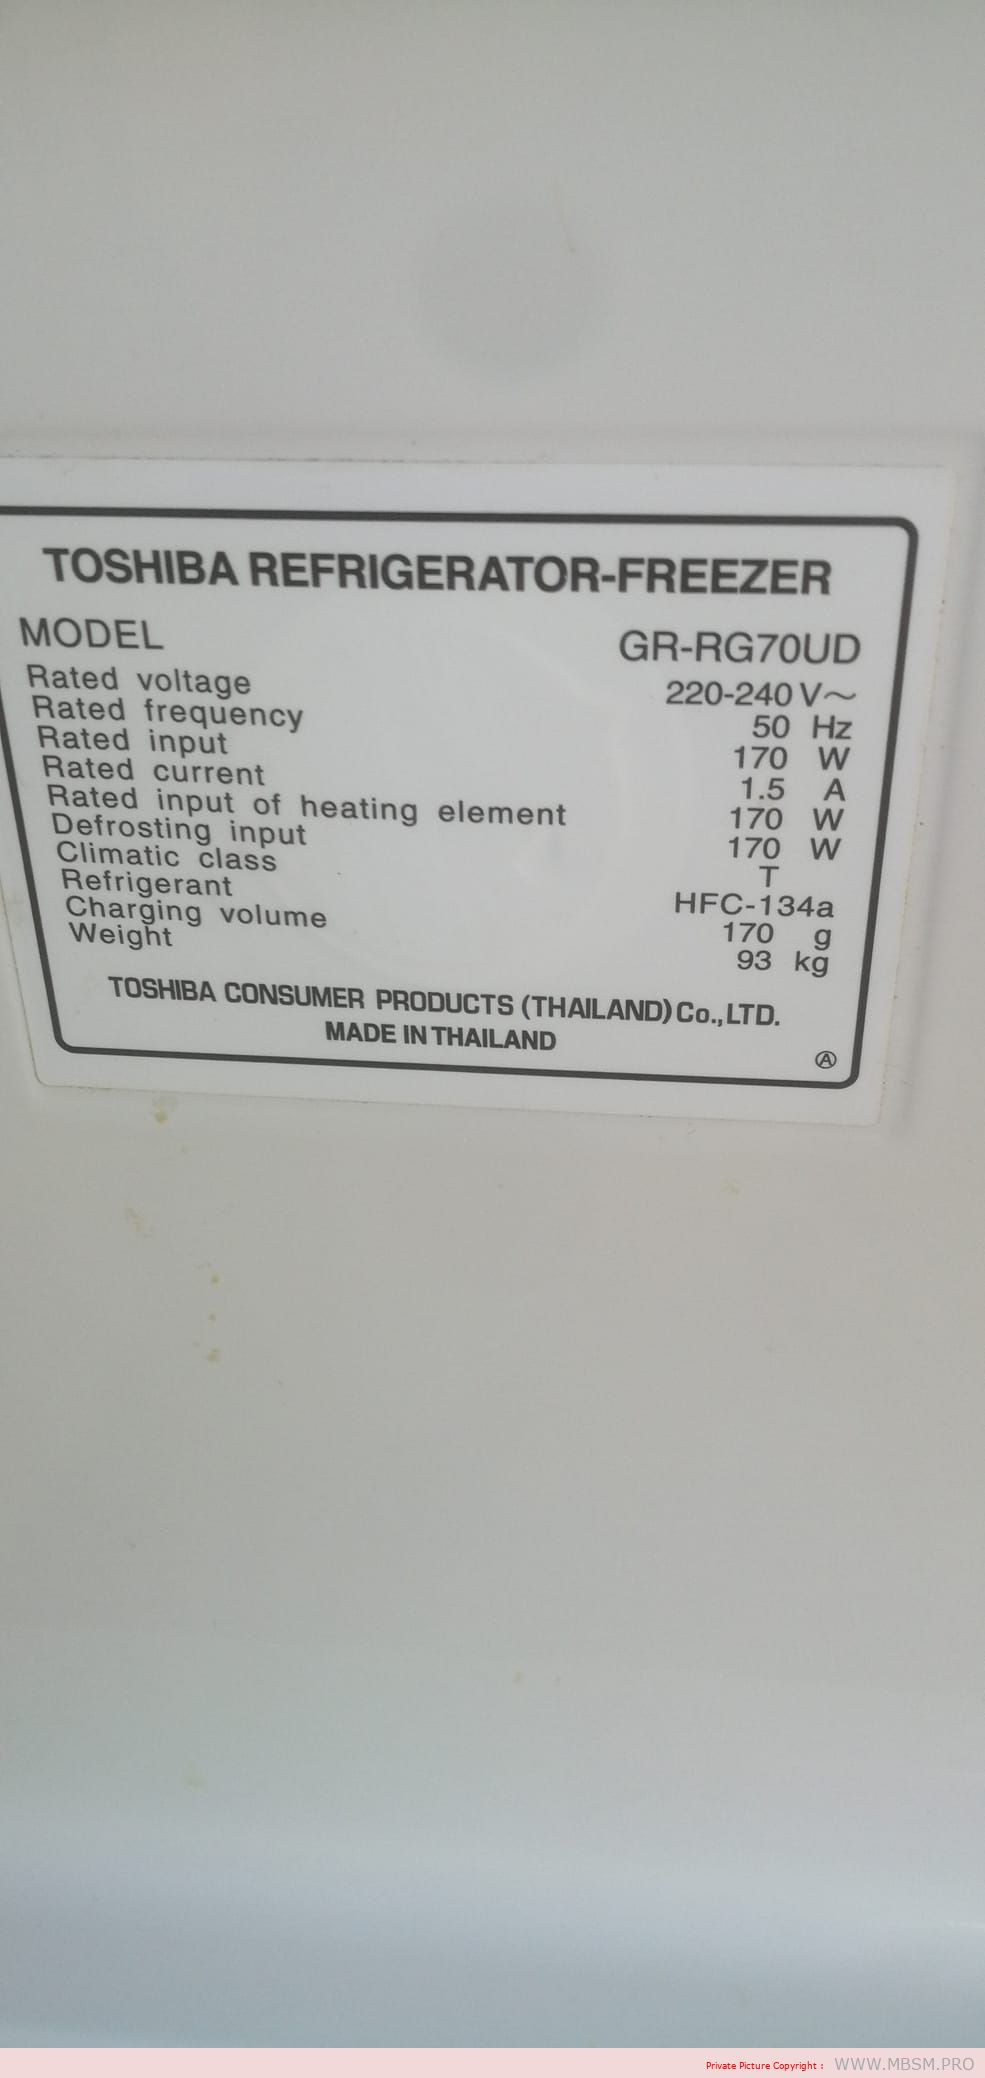 TOSHIBA REFRIGERATOR-FREEZER
MODEL GR-RG70UD
Rated voltage 220-240 V~
Rated frequency 50 Hz
Rated input 170 W
Rated current 1.5 A
Rated input of heating element 170 W
Defrosting input 170 W
Climatic class T
Refrigerant HFC-134a
Charging volume 170 g
Weight 93 kg
TOSHIBA CONSUMER PRODUCTS (THAILAND) Co., LTD.
MADE IN THAILAND
Ⓐ
Private Picture Copyright : WWW.MBSM.PRO